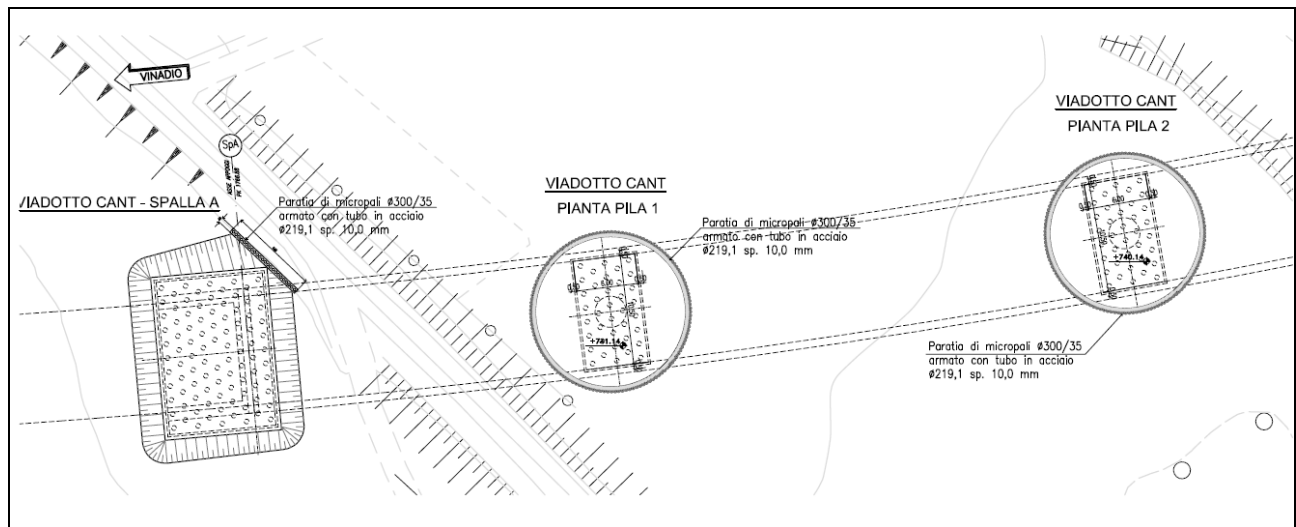 VINADIO
SpA
VIADOTTO CANT - SPALLA A
Paratia di micropali ø300/35
armato con tubo in acciaio
ø219,1 sp. 10,0 mm
VIADOTTO CANT
PIANTA PILA 1
Paratia di micropali ø300/35
armato con tubo in acciaio
ø219,1 sp. 10,0 mm
VIADOTTO CANT
PIANTA PILA 2
+740.14
Paratia di micropali ø300/35
armato con tubo in acciaio
ø219,1 sp. 10,0 mm